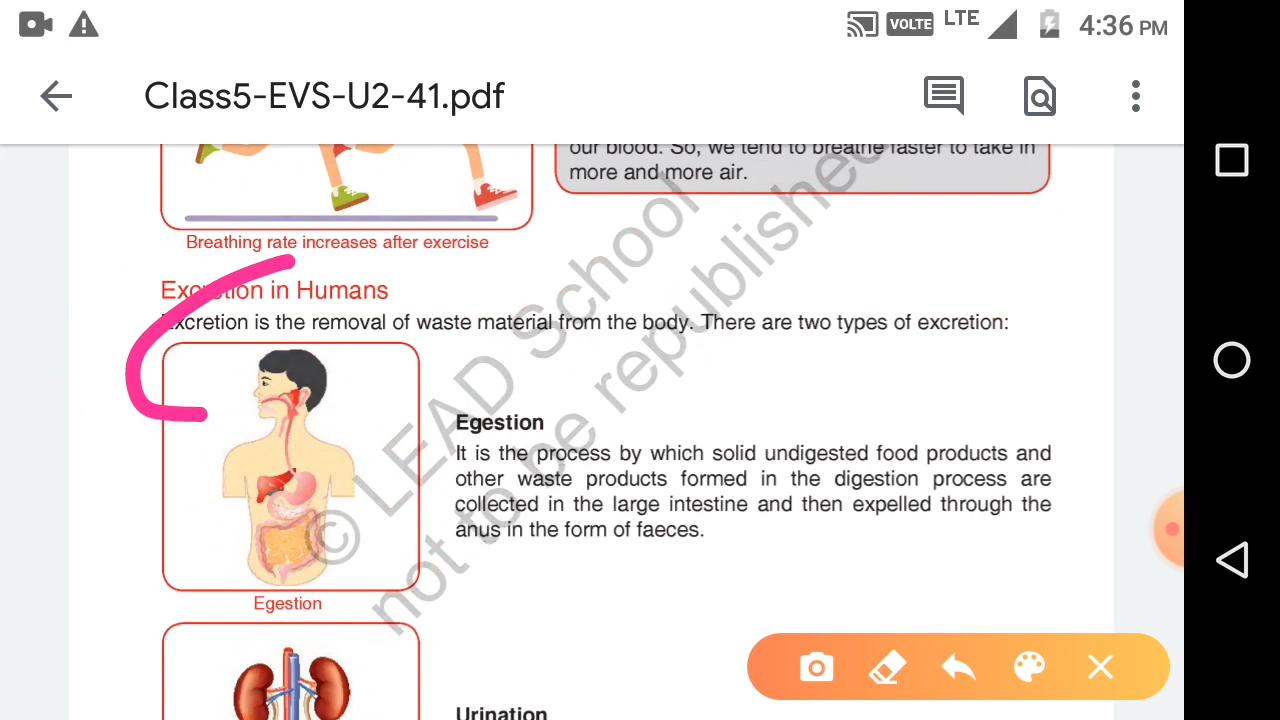 VOLTE LTE 4:36 PM
Class5-EVS-U2-41.pdf
our blood. So, we tend to breathe faster to take in
more and more air.
Breathing rate increases after exercise
Excretion in Humans
Excretion is the removal of waste material from the body. There are two types of excretion:
Egestion
It is the process by which solid undigested food products and
other waste products formed in the digestion process are
collected in the large intestine and then expelled through the
anus in the form of faeces.
Egestion
Urination
© LEAD School
not to be republished